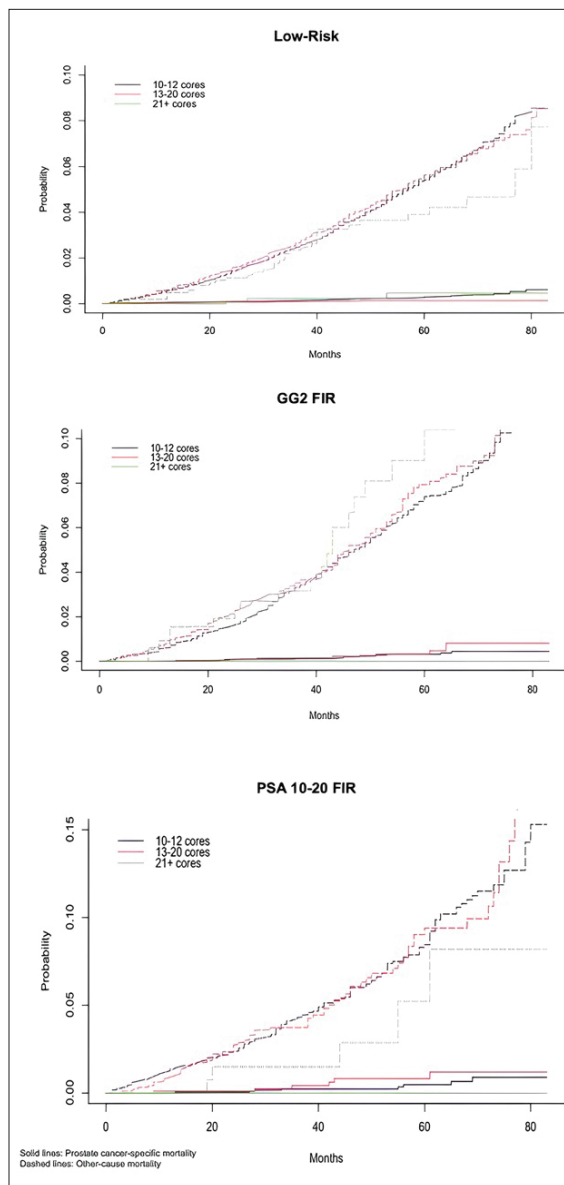 Low-Risk
10-12 cores
13-20 cores
21+ cores
Probability
0.10
0.08
0.06
0.04
0.02
0.00
0 20 40 60 80
Months
GG2 FIR
10-12 cores
13-20 cores
21+ cores
Probability
0.10
0.08
0.06
0.04
0.02
0.00
0 20 40 60 80
Months
PSA 10-20 FIR
10-12 cores
13-20 cores
21+ cores
Probability
0.15
0.10
0.05
0.00
0 20 40 60 80
Months
Solid lines: Prostate cancer-specific mortality
Dashed lines: Other-cause mortality